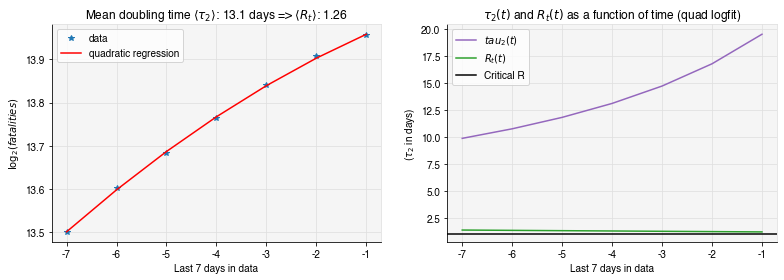 Mean doubling time ⟨τ₂⟩: 13.1 days => ⟨Rₜ⟩: 1.26
data
quadratic regression
13.9
13.8
13.7
13.6
13.5
log₂(fatalities)
-7 -6 -5 -4 -3 -2 -1
Last 7 days in data
τ₂(t) and Rₜ(t) as a function of time (quad logfit)
tau₂(t)
Rₜ(t)
Critical R
20.0
17.5
15.0
12.5
10.0
7.5
5.0
2.5
(τ₂ in days)
-7 -6 -5 -4 -3 -2 -1
Last 7 days in data